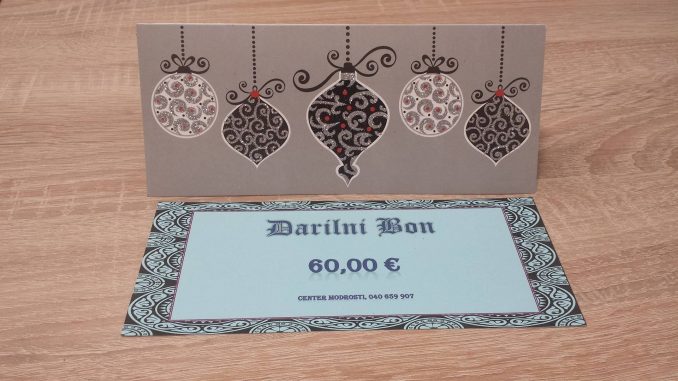 Darilni Bon
60,00 €
CENTER MODROSTI, 040 659 907